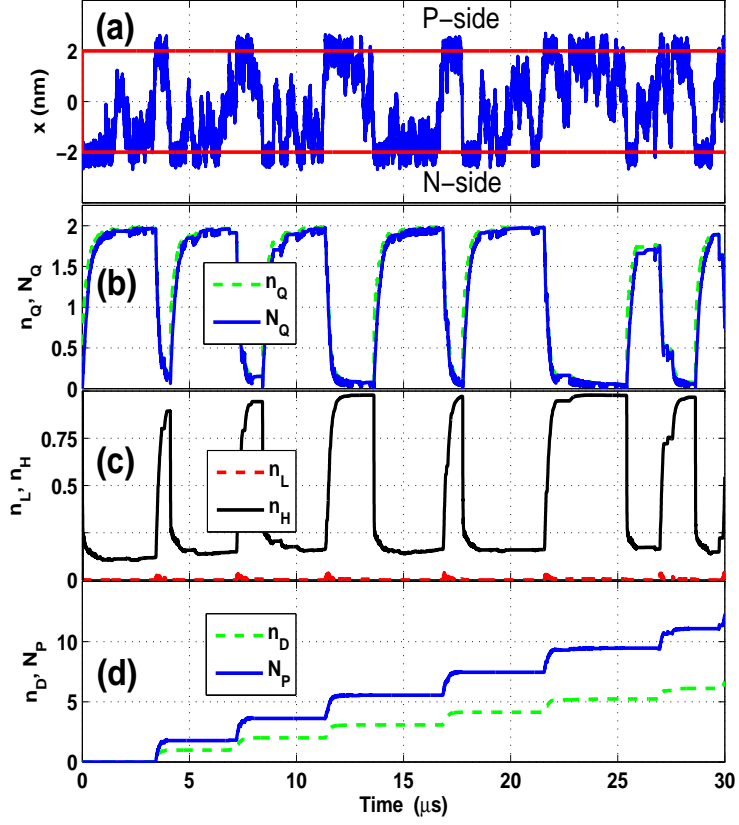 (a)
P−side
N−side
x (nm)
2
0
−2
(b)
n_Q
N_Q
n_Q, N_Q
2
1.5
1
0.5
0
(c)
n_L
n_H
n_L, n_H
0.75
0.5
0
(d)
n_D
N_P
n_D, N_P
10
5
0
0 5 10 15 20 25 30
Time (μs)